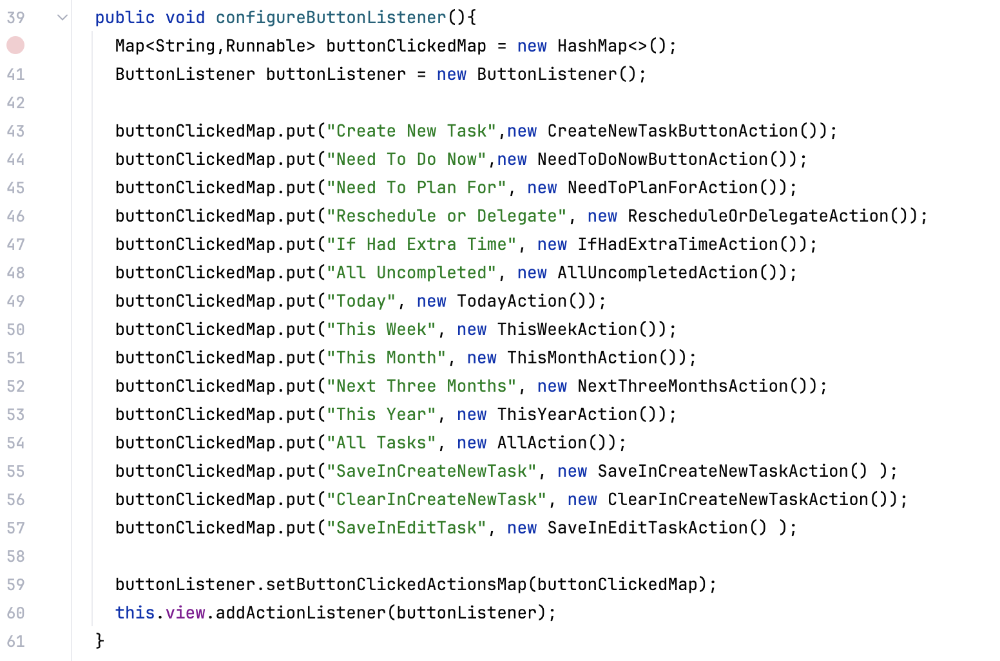 39 public void configureButtonListener(){
Map<String,Runnable> buttonClickedMap = new HashMap<>();
41 ButtonListener buttonListener = new ButtonListener();
42
43 buttonClickedMap.put("Create New Task",new CreateNewTaskButtonAction());
44 buttonClickedMap.put("Need To Do Now",new NeedToDoNowButtonAction());
45 buttonClickedMap.put("Need To Plan For", new NeedToPlanForAction());
46 buttonClickedMap.put("Reschedule or Delegate", new RescheduleOrDelegateAction());
47 buttonClickedMap.put("If Had Extra Time", new IfHadExtraTimeAction());
48 buttonClickedMap.put("All Uncompleted", new AllUncompletedAction());
49 buttonClickedMap.put("Today", new TodayAction());
50 buttonClickedMap.put("This Week", new ThisWeekAction());
51 buttonClickedMap.put("This Month", new ThisMonthAction());
52 buttonClickedMap.put("Next Three Months", new NextThreeMonthsAction());
53 buttonClickedMap.put("This Year", new ThisYearAction());
54 buttonClickedMap.put("All Tasks", new AllAction());
55 buttonClickedMap.put("SaveInCreateNewTask", new SaveInCreateNewTaskAction() );
56 buttonClickedMap.put("ClearInCreateNewTask", new ClearInCreateNewTaskAction());
57 buttonClickedMap.put("SaveInEditTask", new SaveInEditTaskAction() );
58
59 buttonListener.setButtonClickedActionsMap(buttonClickedMap);
60 this.view.addActionListener(buttonListener);
61 }